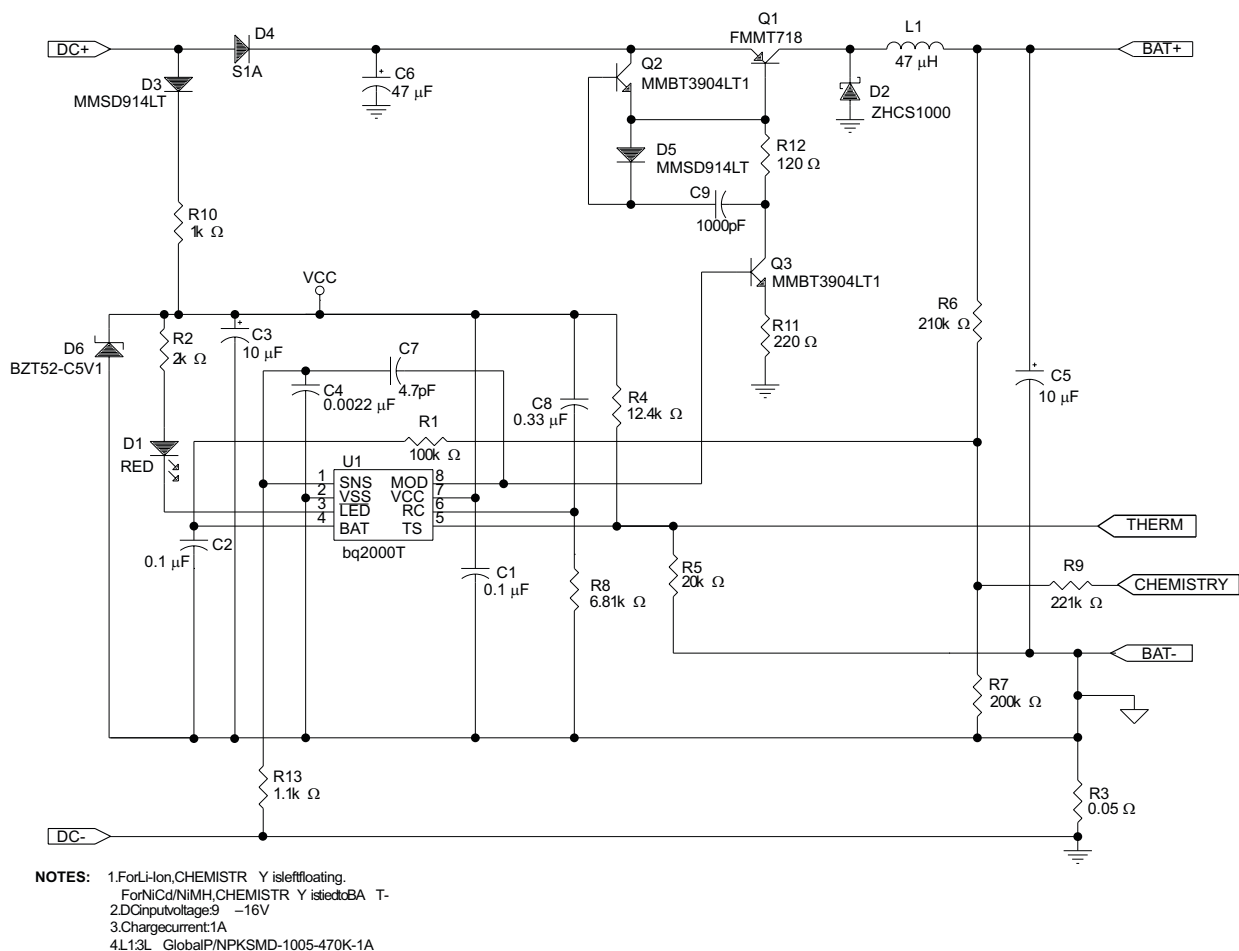 DC+
D4
S1A
Q1
FMMT718
L1
47 µH
BAT+
D3
MMSD914LT
C6
47 µF
Q2
MMBT3904LT1
D2
ZHCS1000
D5
MMSD914LT
R12
120 Ω
C9
1000pF
R10
1k Ω
Q3
MMBT3904LT1
VCC
R11
220 Ω
R6
210k Ω
D6
BZT52-C5V1
R2
2k Ω
C3
10 µF
C7
4.7pF
C4
0.0022 µF
C8
0.33 µF
R4
12.4k Ω
C5
10 µF
D1
RED
R1
100k Ω
U1
1 SNS MOD 8
2 VSS VCC 7
3 LED RC 6
4 BAT TS 5
bq2000T
THERM
C2
0.1 µF
C1
0.1 µF
R8
6.81k Ω
R5
20k Ω
R9
221k Ω
CHEMISTRY
BAT-
R7
200k Ω
R13
1.1k Ω
R3
0.05 Ω
DC-
NOTES: 1.ForLi-Ion,CHEMISTR Y isleftfloating.
ForNiCd/NiMH,CHEMISTR Y istiedtoBA T-
2.DCinputvoltage:9 –16V
3.Chargecurrent:1A
4.L1:3L GlobalP/NPKSMD-1005-470K-1A